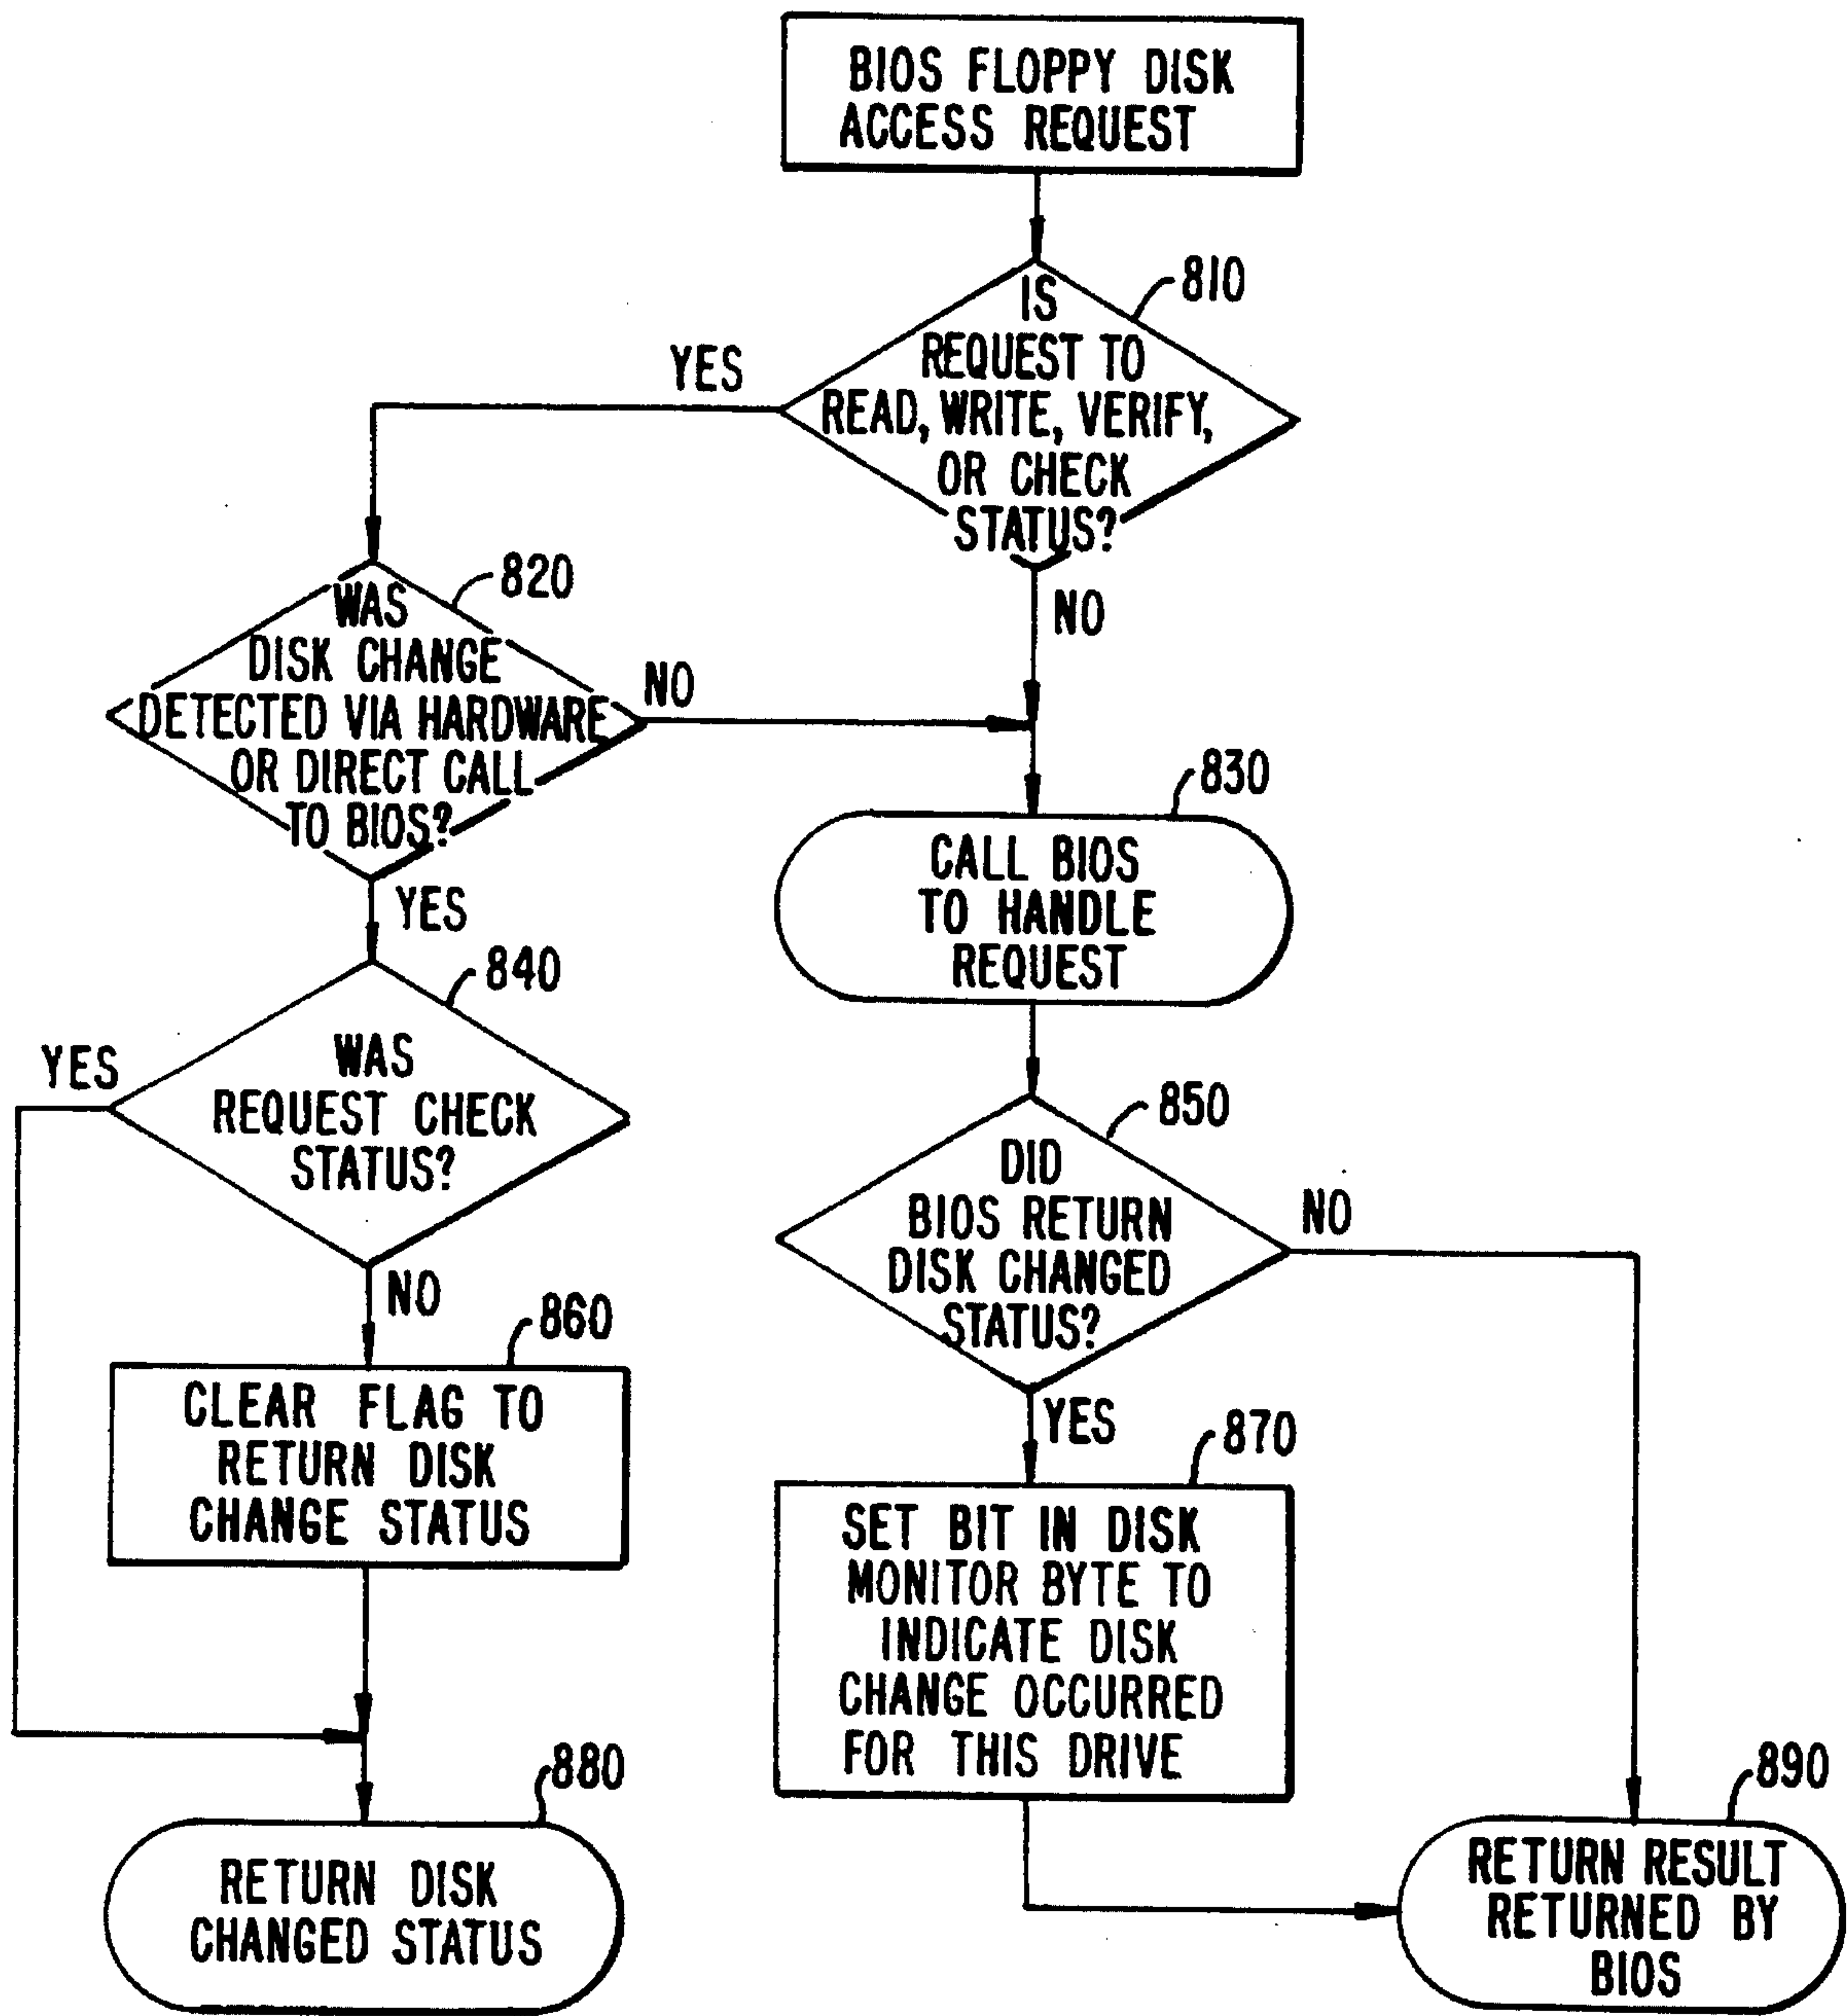 BIOS FLOPPY DISK
ACCESS REQUEST
810
IS
REQUEST TO
READ, WRITE, VERIFY,
OR CHECK
STATUS?
YES
NO
820
WAS
DISK CHANGE
DETECTED VIA HARDWARE
OR DIRECT CALL
TO BIOS?
NO
YES
830
CALL BIOS
TO HANDLE
REQUEST
840
WAS
REQUEST CHECK
STATUS?
YES
NO
850
DID
BIOS RETURN
DISK CHANGED
STATUS?
NO
YES
860
CLEAR FLAG TO
RETURN DISK
CHANGE STATUS
870
SET BIT IN DISK
MONITOR BYTE TO
INDICATE DISK
CHANGE OCCURRED
FOR THIS DRIVE
880
RETURN DISK
CHANGED STATUS
890
RETURN RESULT
RETURNED BY
BIOS